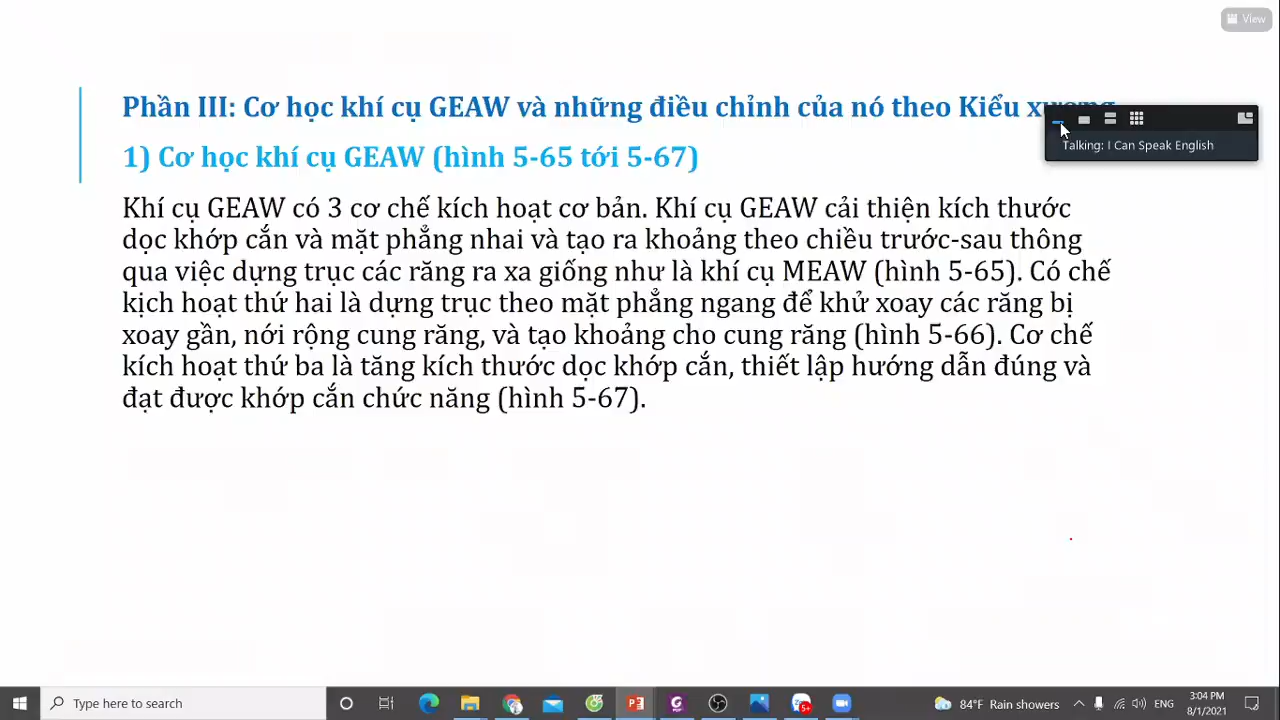 View
Phần III: Cơ học khí cụ GEAW và những điều chỉnh của nó theo Kiểu
1) Cơ học khí cụ GEAW (hình 5-65 tới 5-67)
Talking: I Can Speak English
Khí cụ GEAW có 3 cơ chế kích hoạt cơ bản. Khí cụ GEAW cải thiện kích thước
dọc khớp cắn và mặt phẳng nhai và tạo ra khoảng theo chiều trước-sau thông
qua việc dựng trục các răng ra xa giống như là khí cụ MEAW (hình 5-65). Có chế
kịch hoạt thứ hai là dựng trục theo mặt phẳng ngang để khử xoay các răng bị
xoay gần, nới rộng cung răng, và tạo khoảng cho cung răng (hình 5-66). Cơ chế
kích hoạt thứ ba là tăng kích thước dọc khớp cắn, thiết lập hướng dẫn đúng và
đạt được khớp cắn chức năng (hình 5-67).
Type here to search
84°F Rain showers
ENG
3:04 PM
8/1/2021